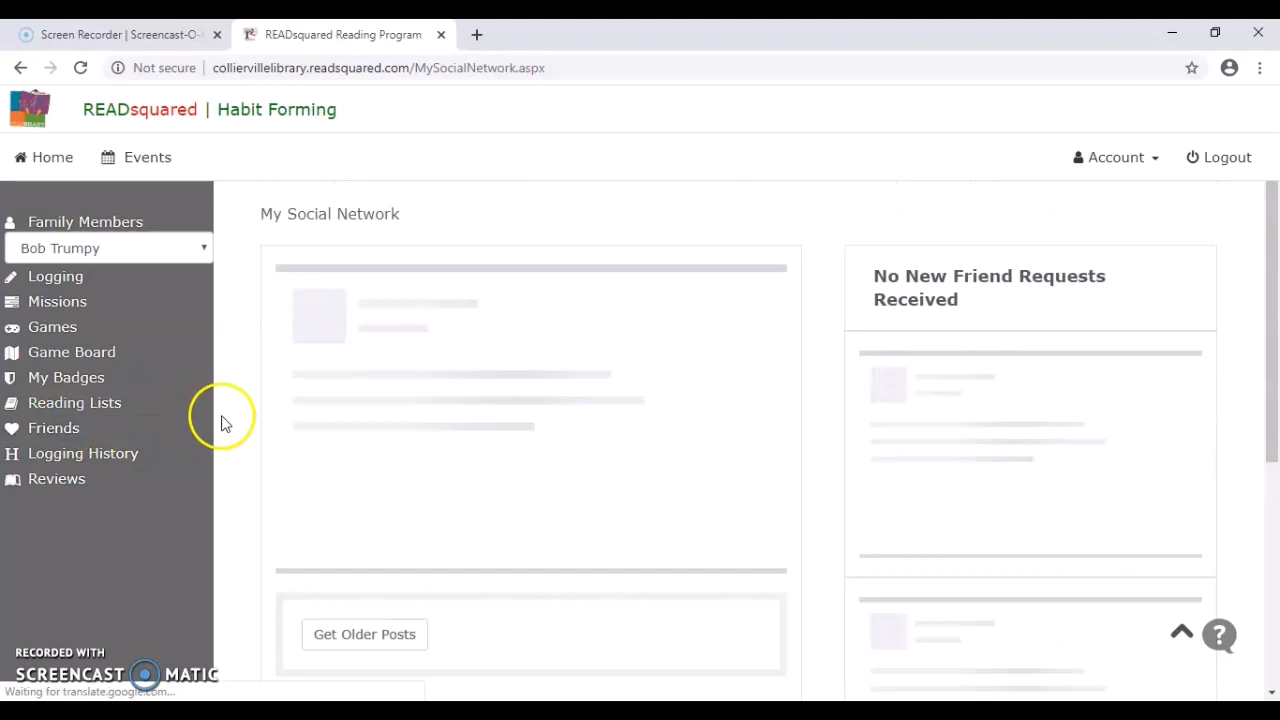 Screen Recorder | Screencast-O-
READsquared Reading Program
Not secure
colliervillelibrary.readsquared.com/MySocialNetwork.aspx
READsquared | Habit Forming
Home
Events
Account
Logout
Family Members
Bob Trumpy
Logging
Missions
Games
Game Board
My Badges
Reading Lists
Friends
Logging History
Reviews
My Social Network
No New Friend Requests
Received
Get Older Posts
RECORDED WITH
SCREENCAST MATIC
Waiting for translate.google.com...